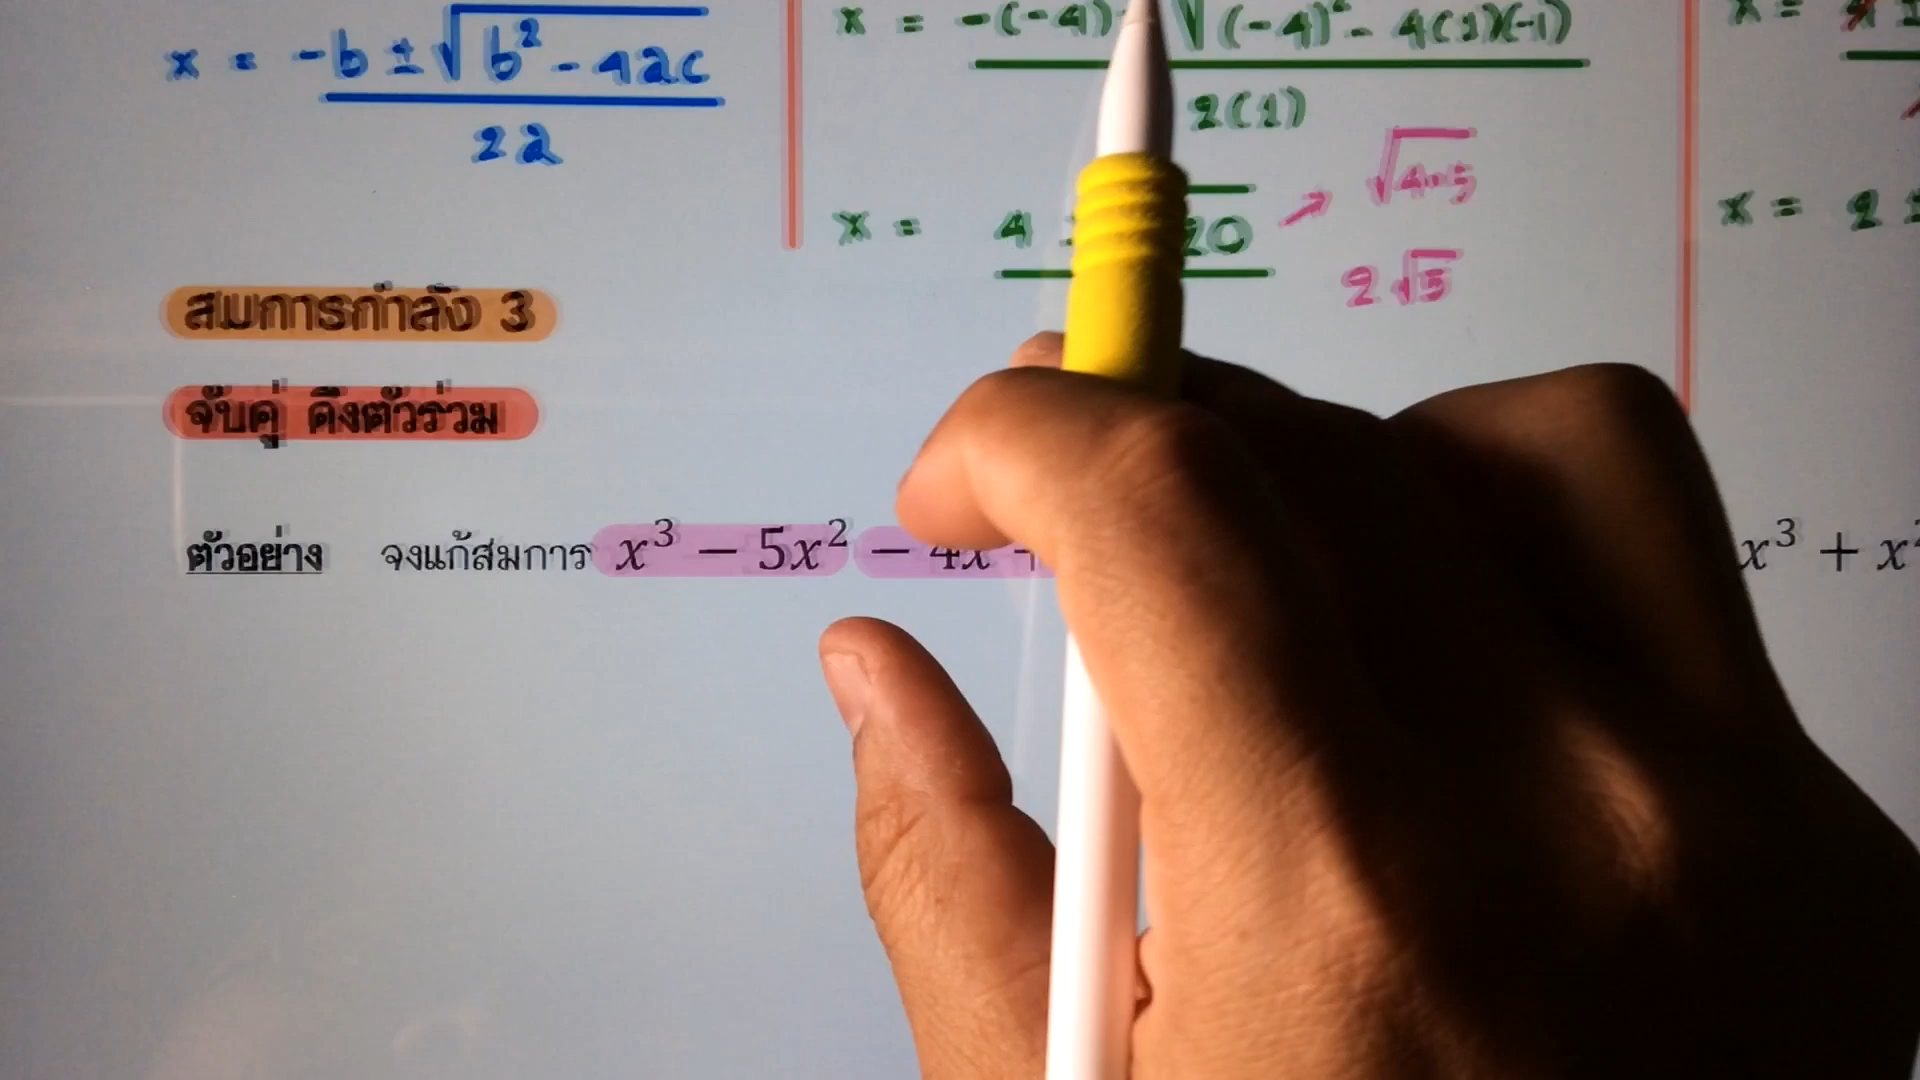 x = -b ± √b² - 4ac
2a
x = -(-4) √(-4)² - 4(1)(-1)
2(1)
√4·5
x = 4 20
2√5
x =
x = 2 ±
สมการกำลัง 3
จับคู่ ดึงตัวร่วม
ตัวอย่าง จงแก้สมการ x³ − 5x² − 4x x³ + x²